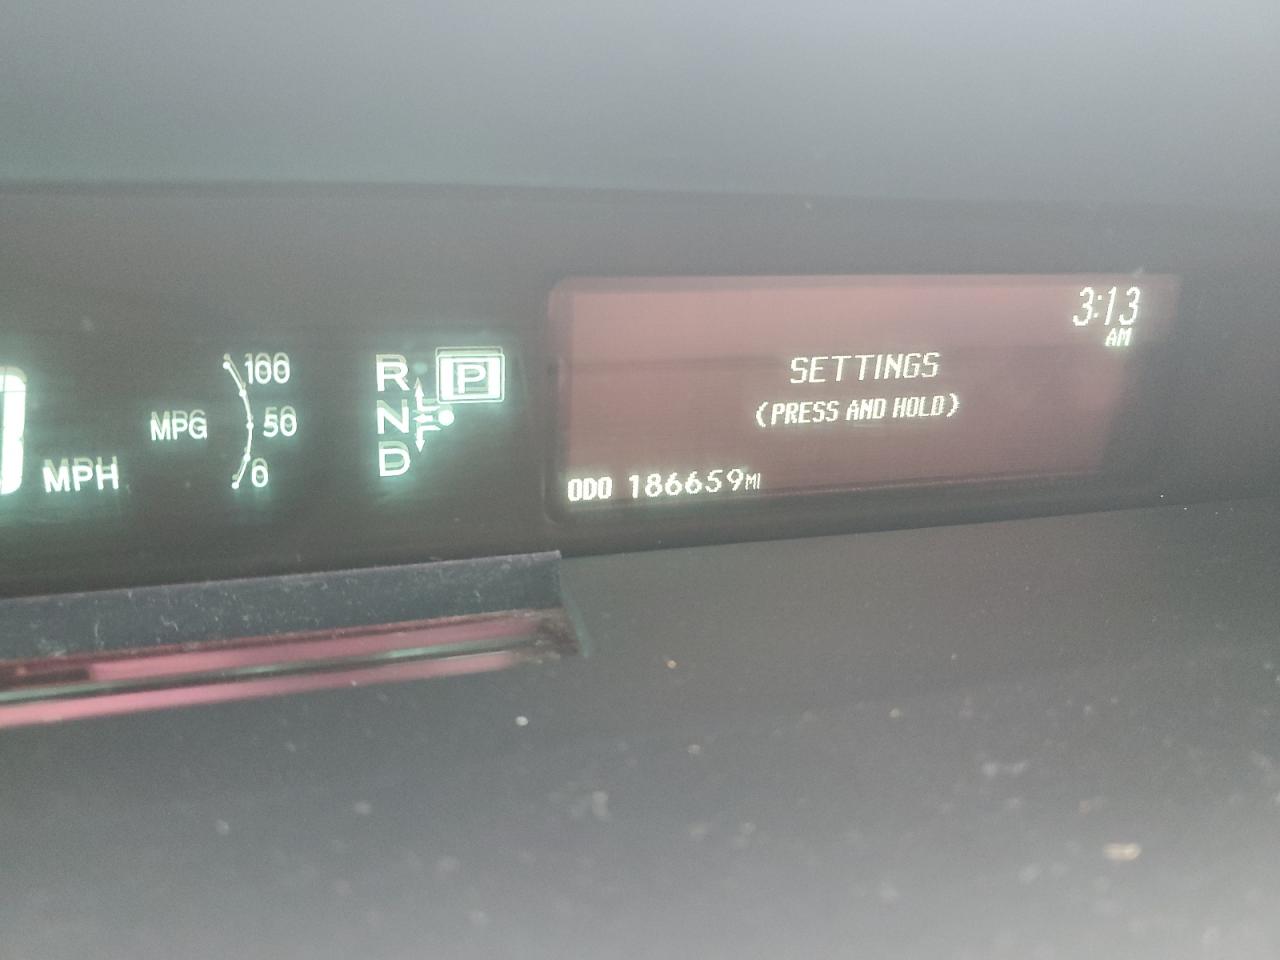 3:13
AM
SETTINGS
(PRESS AND HOLD)
ODO 186659MI
MPH
MPG
100
50
0
R
N
D
P